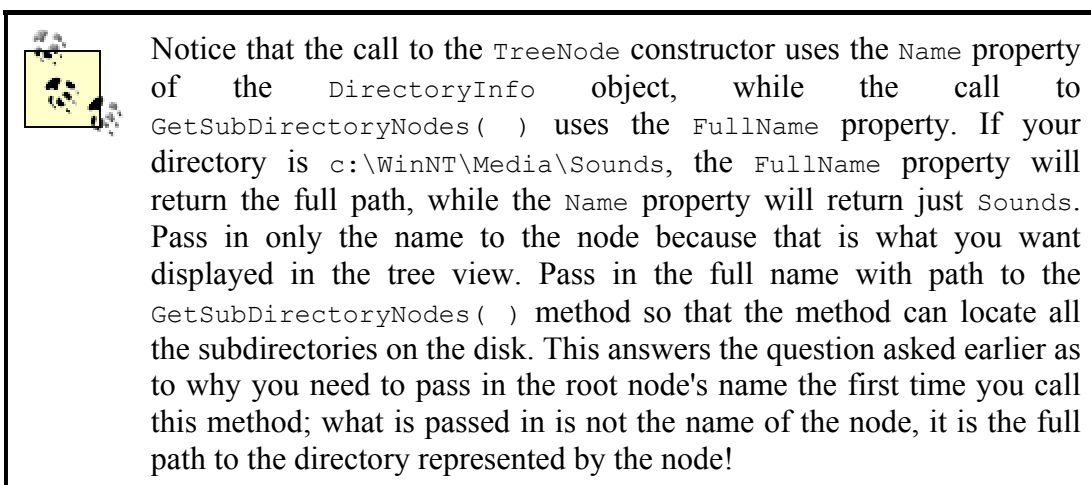 Notice that the call to the TreeNode constructor uses the Name property
of the DirectoryInfo object, while the call to
GetSubDirectoryNodes( ) uses the FullName property. If your
directory is c:\WinNT\Media\Sounds, the FullName property will
return the full path, while the Name property will return just Sounds.
Pass in only the name to the node because that is what you want
displayed in the tree view. Pass in the full name with path to the
GetSubDirectoryNodes( ) method so that the method can locate all
the subdirectories on the disk. This answers the question asked earlier as
to why you need to pass in the root node's name the first time you call
this method; what is passed in is not the name of the node, it is the full
path to the directory represented by the node!